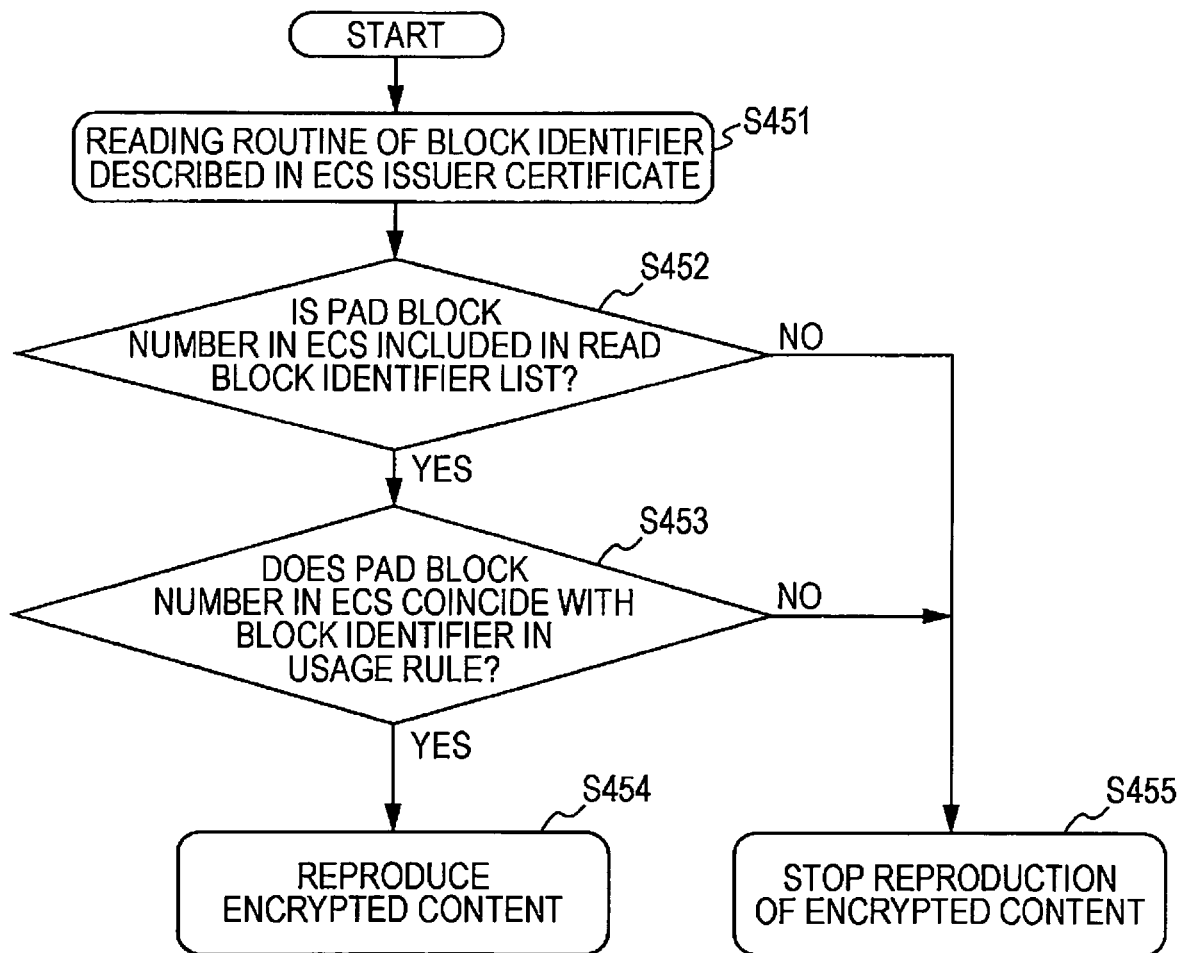 START
READING ROUTINE OF BLOCK IDENTIFIER
DESCRIBED IN ECS ISSUER CERTIFICATE
S451
S452
IS PAD BLOCK
NUMBER IN ECS INCLUDED IN READ
BLOCK IDENTIFIER LIST?
NO
YES
S453
DOES PAD BLOCK
NUMBER IN ECS COINCIDE WITH
BLOCK IDENTIFIER IN
USAGE RULE?
NO
YES
S454
REPRODUCE
ENCRYPTED CONTENT
S455
STOP REPRODUCTION
OF ENCRYPTED CONTENT